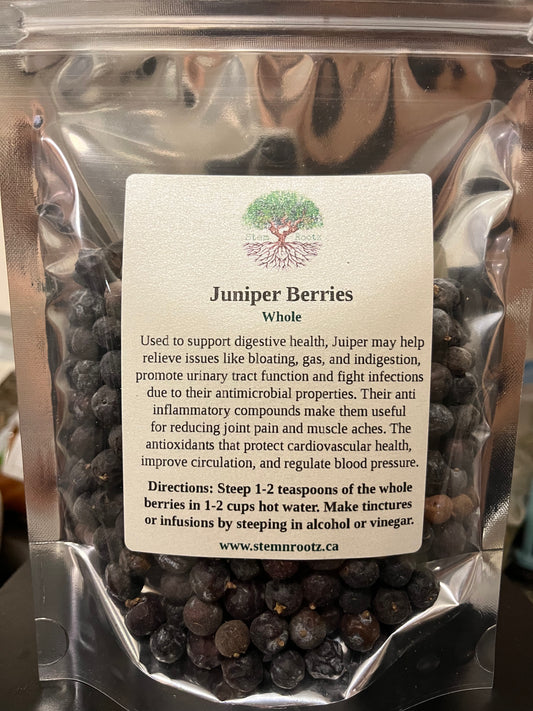 Stem Rootz
Juniper Berries
Whole
Used to support digestive health, Juiper may help
relieve issues like bloating, gas, and indigestion,
promote urinary tract function and fight infections
due to their antimicrobial properties. Their anti
inflammatory compounds make them useful
for reducing joint pain and muscle aches. The
antioxidants that protect cardiovascular health,
improve circulation, and regulate blood pressure.
Directions: Steep 1-2 teaspoons of the whole
berries in 1-2 cups hot water. Make tinctures
or infusions by steeping in alcohol or vinegar.
www.stemnrootz.ca